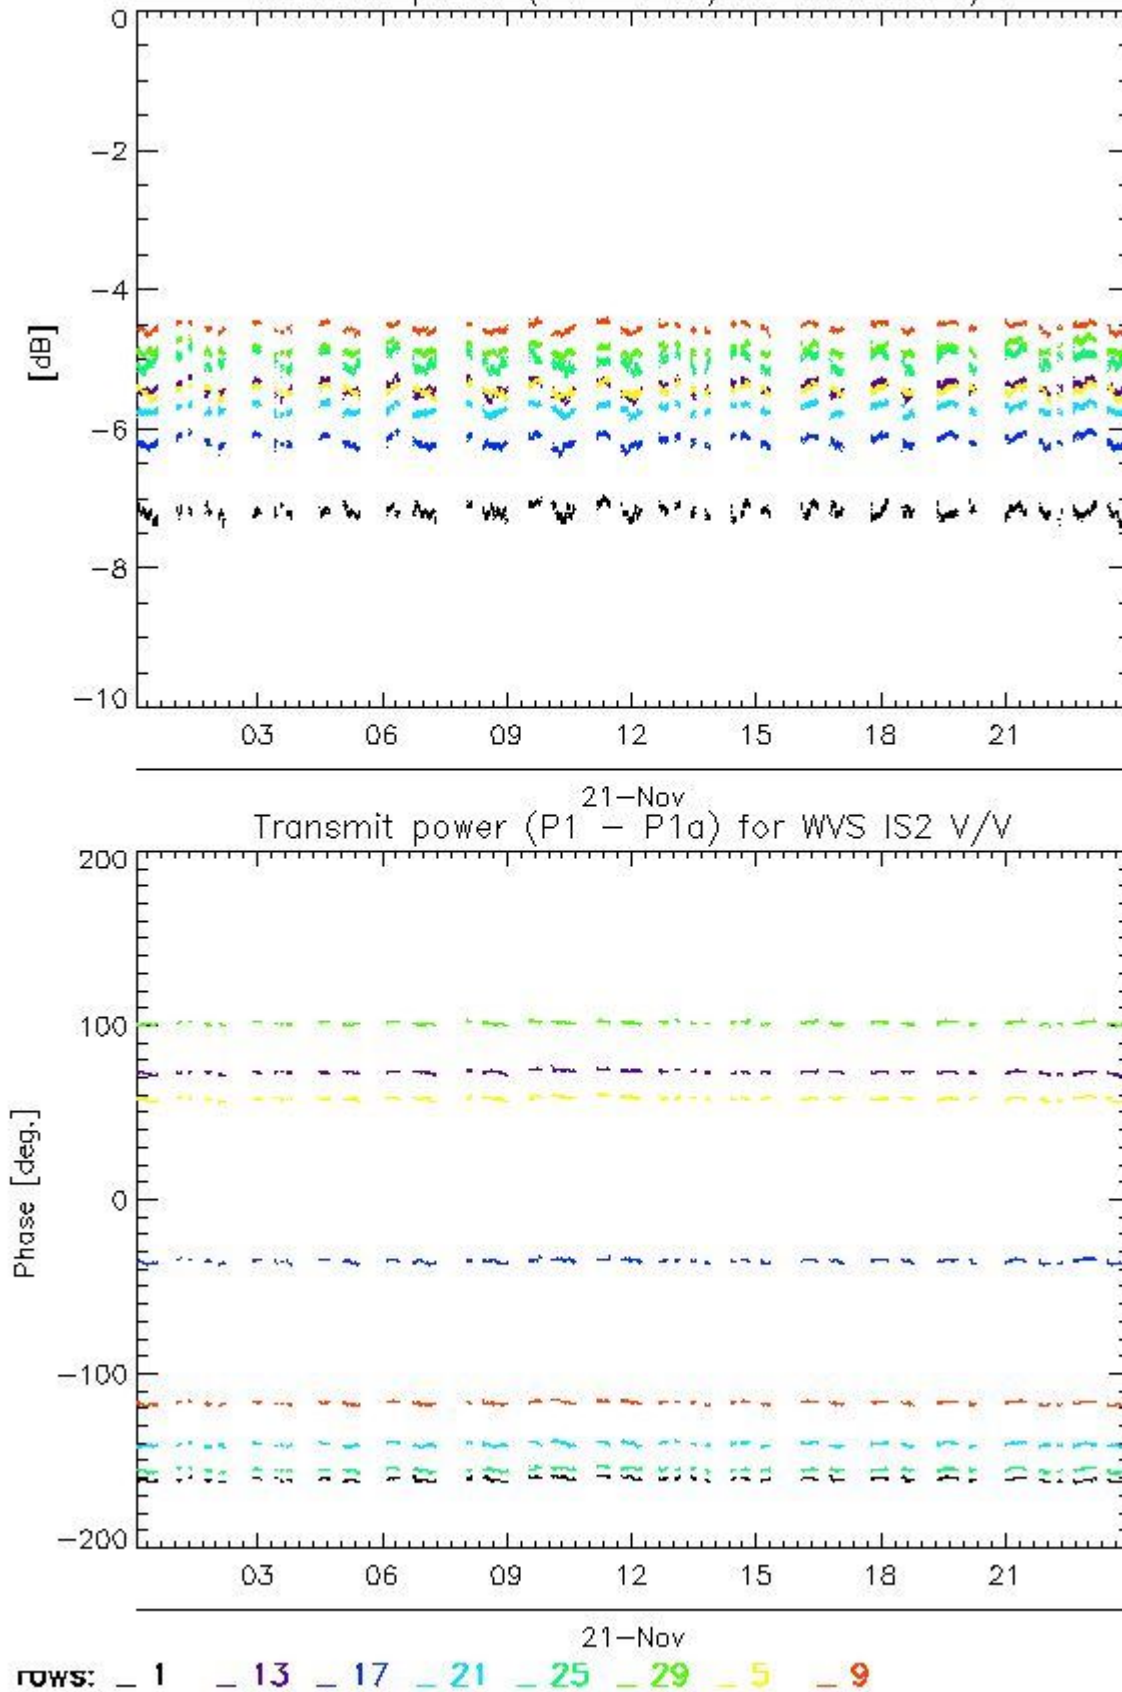 0
−2
−4
[dB]
−6
−8
−10
03 06 09 12 15 18 21
21−Nov
Transmit power (P1 − P1a) for WVS IS2 V/V
200
100
0
Phase [deg.]
−100
−200
03 06 09 12 15 18 21
21−Nov
rows: _ 1 _ 13 _ 17 _ 21 _ 25 _ 29 _ 5 _ 9